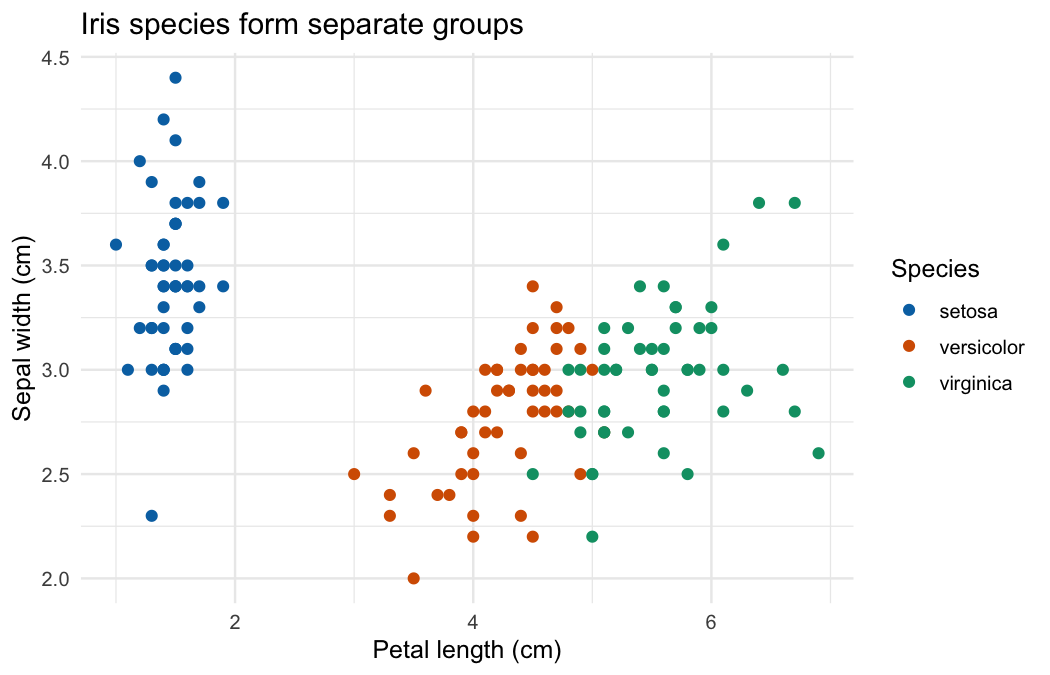 Iris species form separate groups
4.5
4.0
3.5
3.0
2.5
2.0
Sepal width (cm)
2 4 6
Petal length (cm)
Species
setosa
versicolor
virginica